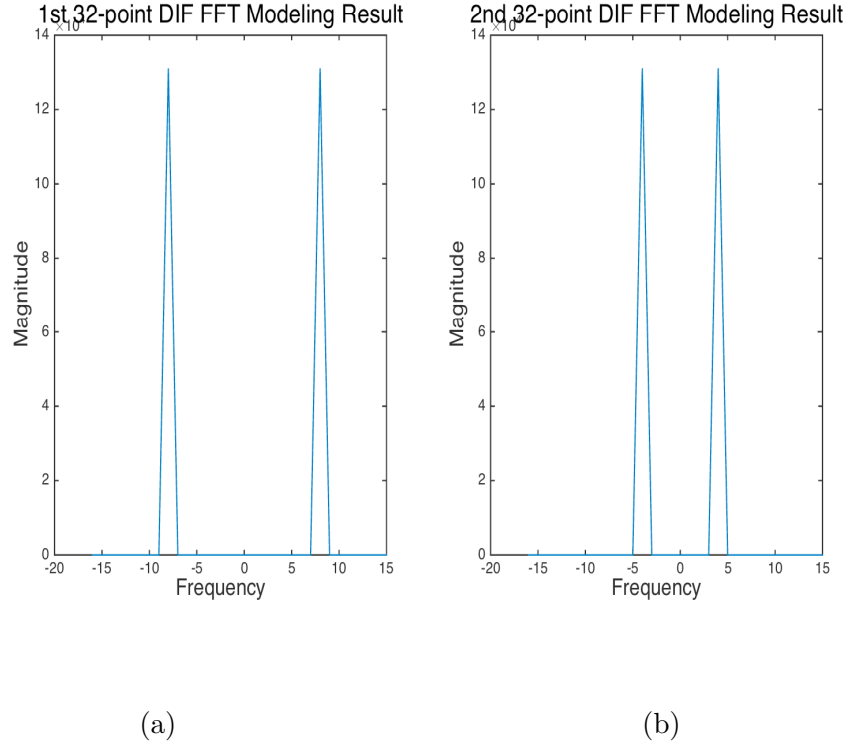 1st 32-point DIF FFT Modeling Result
14
12
10
8
6
4
2
0
Magnitude
-20 -15 -10 -5 0 5 10 15
Frequency
(a)
2nd 32-point DIF FFT Modeling Result
14
12
10
8
6
4
2
0
Magnitude
-20 -15 -10 -5 0 5 10 15
Frequency
(b)